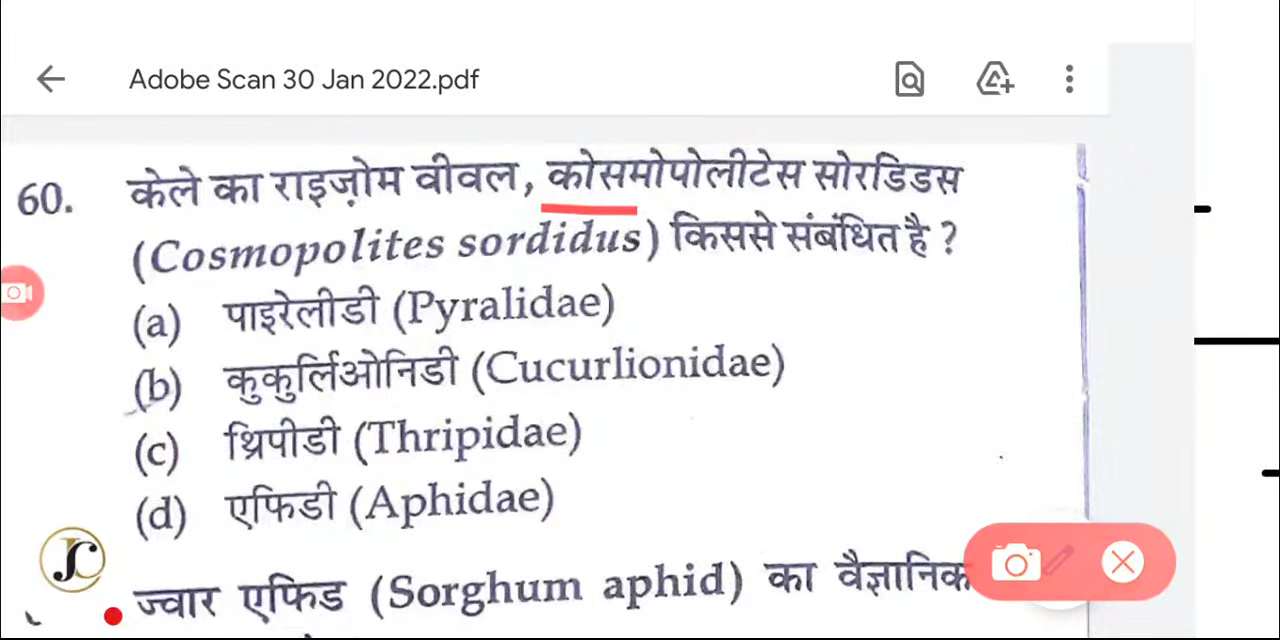 Adobe Scan 30 Jan 2022.pdf
60. केले का राइज़ोम वीवल, कोसमोपोलीटेस सोरडिडस
(Cosmopolites sordidus) किससे संबंधित है ?
(a) पाइरेलीडी (Pyralidae)
(b) कुकुर्लिओनिडी (Cucurlionidae)
(c) थ्रिपीडी (Thripidae)
(d) एफिडी (Aphidae)
ज्वार एफिड (Sorghum aphid) का वैज्ञानिक